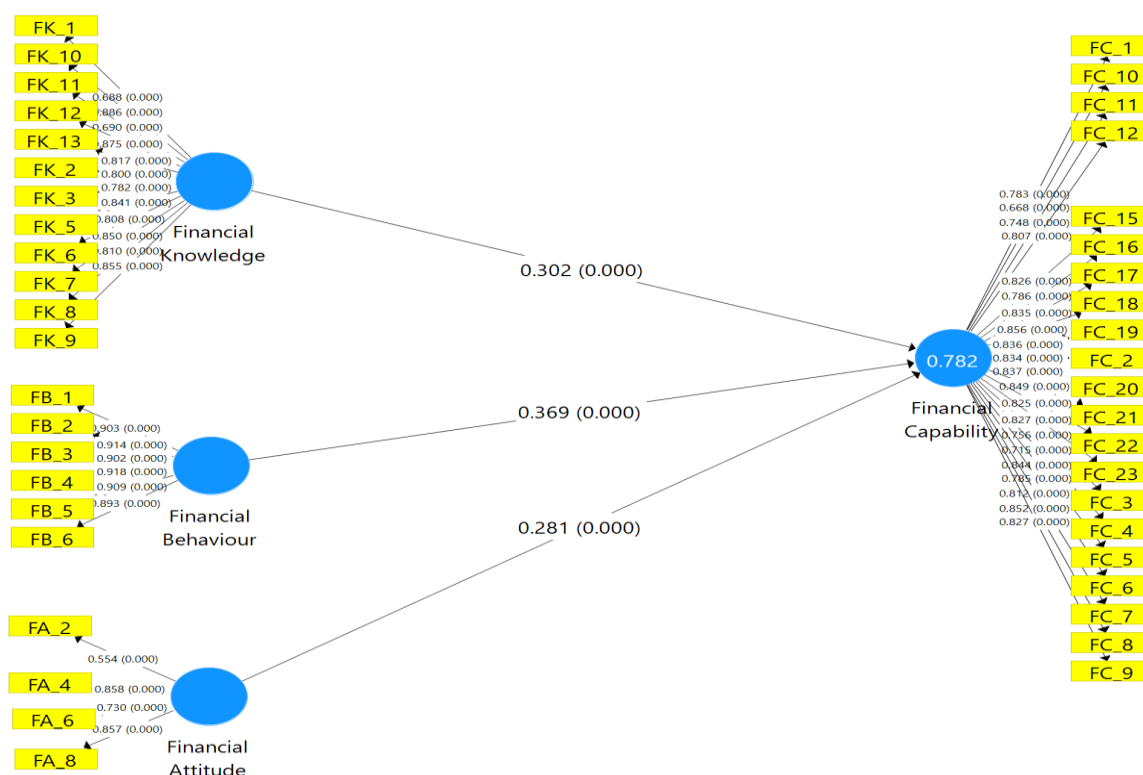 FK_1
FK_10
FK_11
FK_12
FK_13
FK_2
FK_3
FK_5
FK_6
FK_7
FK_8
FK_9
0.688 (0.000)
0.886 (0.000)
0.690 (0.000)
0.875 (0.000)
0.817 (0.000)
0.800 (0.000)
0.782 (0.000)
0.841 (0.000)
0.808 (0.000)
0.850 (0.000)
0.810 (0.000)
0.855 (0.000)
Financial
Knowledge
0.302 (0.000)
FB_1
FB_2
FB_3
FB_4
FB_5
FB_6
0.903 (0.000)
0.914 (0.000)
0.902 (0.000)
0.918 (0.000)
0.909 (0.000)
0.893 (0.000)
Financial
Behaviour
0.369 (0.000)
FA_2
FA_4
FA_6
FA_8
0.554 (0.000)
0.858 (0.000)
0.730 (0.000)
0.857 (0.000)
Financial
Attitude
0.281 (0.000)
0.782
Financial
Capability
0.783 (0.000)
0.668 (0.000)
0.748 (0.000)
0.807 (0.000)
0.826 (0.000)
0.786 (0.000)
0.835 (0.000)
0.856 (0.000)
0.836 (0.000)
0.834 (0.000)
0.837 (0.000)
0.849 (0.000)
0.825 (0.000)
0.827 (0.000)
0.756 (0.000)
0.715 (0.000)
0.844 (0.000)
0.785 (0.000)
0.812 (0.000)
0.852 (0.000)
0.827 (0.000)
FC_1
FC_10
FC_11
FC_12
FC_15
FC_16
FC_17
FC_18
FC_19
FC_2
FC_20
FC_21
FC_22
FC_23
FC_3
FC_4
FC_5
FC_6
FC_7
FC_8
FC_9